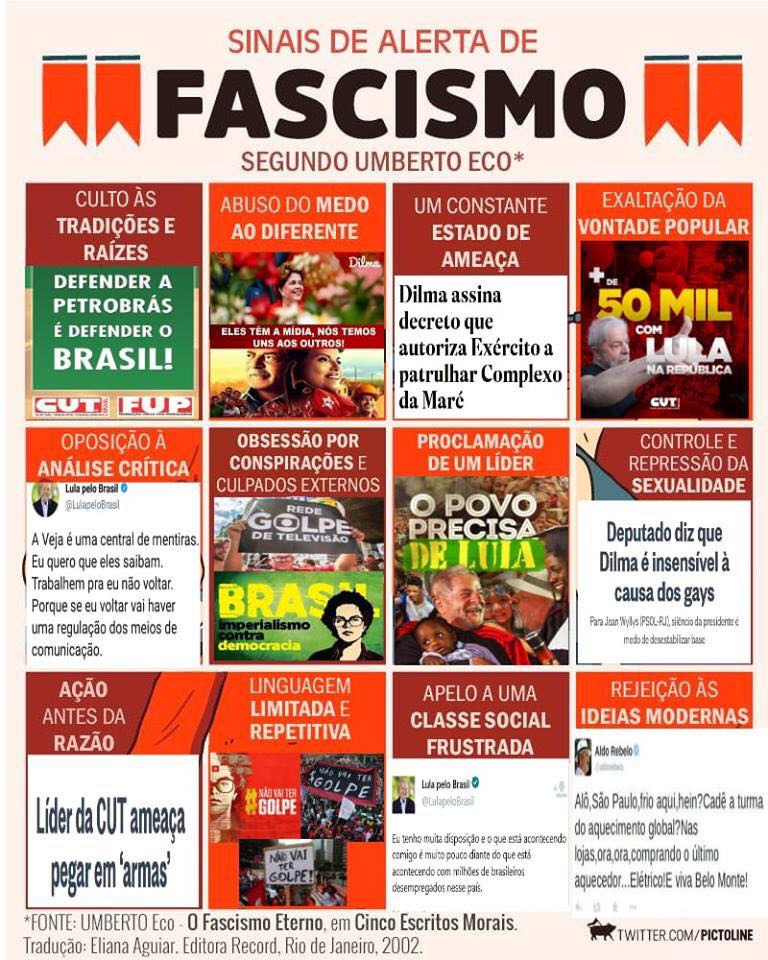 SINAIS DE ALERTA DE
FASCISMO
SEGUNDO UMBERTO ECO*
CULTO ÀS
TRADIÇÕES E
RAÍZES
DEFENDER A
PETROBRÁS
É DEFENDER O
BRASIL!
CUT FUP
ABUSO DO MEDO
AO DIFERENTE
Dilma
ELES TÊM A MÍDIA, NÓS TEMOS
UNS AOS OUTROS!
UM CONSTANTE
ESTADO DE
AMEAÇA
Dilma assina
decreto que
autoriza Exército a
patrulhar Complexo
da Maré
EXALTAÇÃO DA
VONTADE POPULAR
+ DE
50 MIL
COM
LULA
NA REPÚBLICA
CUT
OPOSIÇÃO À
ANÁLISE CRÍTICA
Lula pelo Brasil
@LulapeloBrasil
A Veja é uma central de mentiras.
Eu quero que eles saibam.
Trabalhem pra eu não voltar.
Porque se eu voltar vai haver
uma regulação dos meios de
comunicação.
OBSESSÃO POR
CONSPIRAÇÕES E
CULPADOS EXTERNOS
REDE
GOLPE
DE TELEVISÃO
BRASIL
imperialismo
contra
democracia
PROCLAMAÇÃO
DE UM LÍDER
O POVO
PRECISA
DE LULA
CONTROLE E
REPRESSÃO DA
SEXUALIDADE
Deputado diz que
Dilma é insensível à
causa dos gays
Para Jean Wyllys (PSOL-RJ), silêncio da presidente é
medo de desestabilizar base
AÇÃO
ANTES DA
RAZÃO
Líder da CUT ameaça
pegar em ‘armas’
LINGUAGEM
LIMITADA E
REPETITIVA
#NÃO VAI TER
GOLPE
NÃO VAI TER
GOLPE
NÃO VAI
TER
GOLPE!
APELO A UMA
CLASSE SOCIAL
FRUSTRADA
Lula pelo Brasil
@LulapeloBrasil
Eu tenho muita disposição e o que está acontecendo
comigo é muito pouco diante do que está
acontecendo com milhões de brasileiros
desempregados nesse país.
REJEIÇÃO ÀS
IDEIAS MODERNAS
Aldo Rebelo
@aldorebelo
Alô,São Paulo,frio aqui,hein?Cadê a turma
do aquecimento global?Nas
lojas,ora,ora,comprando o último
aquecedor...Elétrico!E viva Belo Monte!
*FONTE: UMBERTO Eco - O Fascismo Eterno, em Cinco Escritos Morais.
Tradução: Eliana Aguiar. Editora Record, Rio de Janeiro, 2002.
TWITTER.COM/PICTOLINE